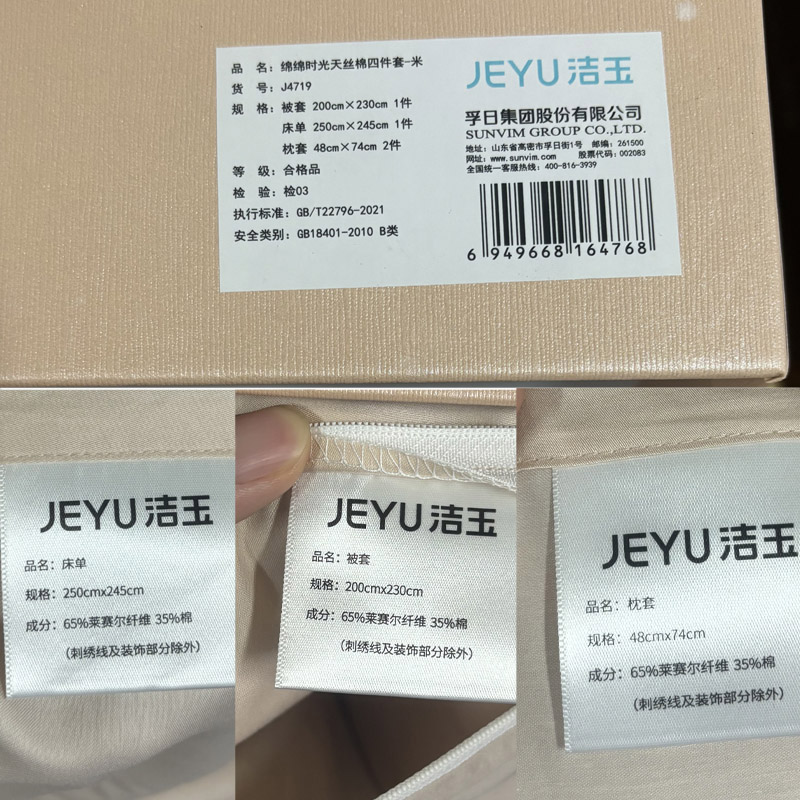 品 名：绵绵时光天丝棉四件套-米
货 号：J4719
规 格：被套 200cm×230cm 1件
床单 250cm×245cm 1件
枕套 48cm×74cm 2件
等 级：合格品
检 验：检03
执行标准：GB/T22796-2021
安全类别：GB18401-2010 B类
JEYU 洁玉
孚日集团股份有限公司
SUNVIM GROUP CO.,LTD.
地址：山东省高密市孚日街1号 邮编：261500
网址：www.sunvim.com 股票代码：002083
全国统一客服热线：400-816-3939
6 949668 164768
JEYU 洁玉
品名：床单
规格：250cmx245cm
成分：65%莱赛尔纤维 35%棉
（刺绣线及装饰部分除外）
JEYU 洁玉
品名：被套
规格：200cmx230cm
成分：65%莱赛尔纤维 35%棉
（刺绣线及装饰部分除外）
JEYU 洁玉
品名：枕套
规格：48cmx74cm
成分：65%莱赛尔纤维 35%棉
（刺绣线及装饰部分除外）